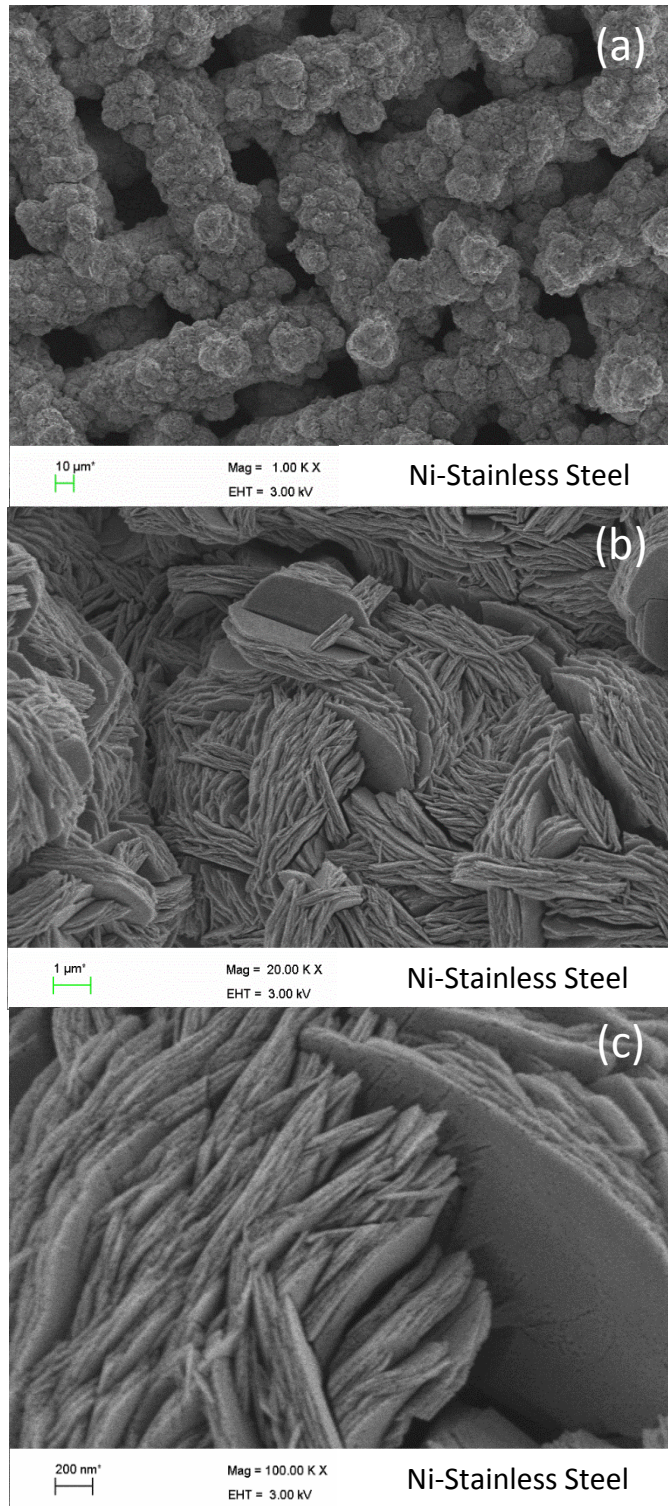 (a)
10 µm*
Mag = 1.00 K X
EHT = 3.00 kV
Ni-Stainless Steel
(b)
1 µm*
Mag = 20.00 K X
EHT = 3.00 kV
Ni-Stainless Steel
(c)
200 nm*
Mag = 100.00 K X
EHT = 3.00 kV
Ni-Stainless Steel